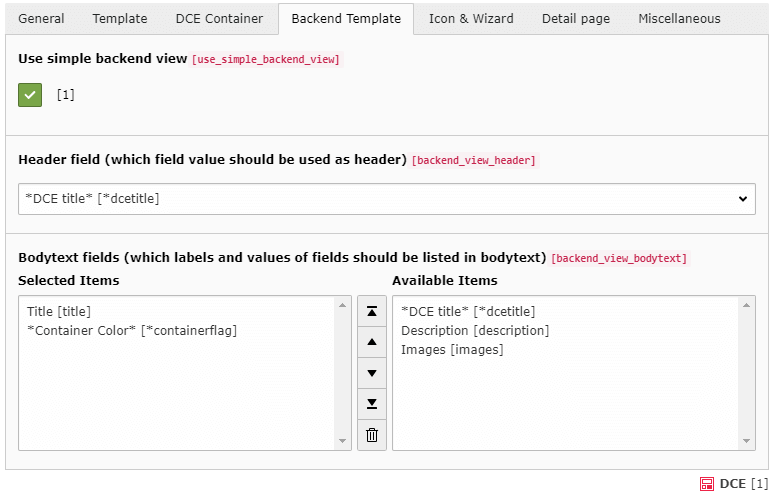 General Template DCE Container Backend Template Icon & Wizard Detail page Miscellaneous
Use simple backend view [use_simple_backend_view]
[1]
Header field (which field value should be used as header) [backend_view_header]
*DCE title* [*dcetitle]
Bodytext fields (which labels and values of fields should be listed in bodytext) [backend_view_bodytext]
Selected Items Available Items
Title [title]
*Container Color* [*containerflag]
*DCE title* [*dcetitle]
Description [description]
Images [images]
DCE [1]